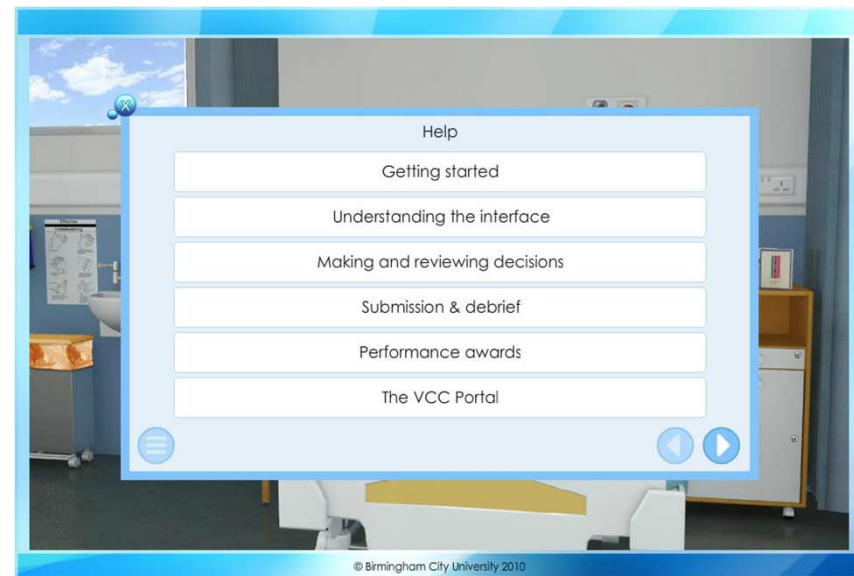 Help
Getting started
Understanding the interface
Making and reviewing decisions
Submission & debrief
Performance awards
The VCC Portal
© Birmingham City University 2010